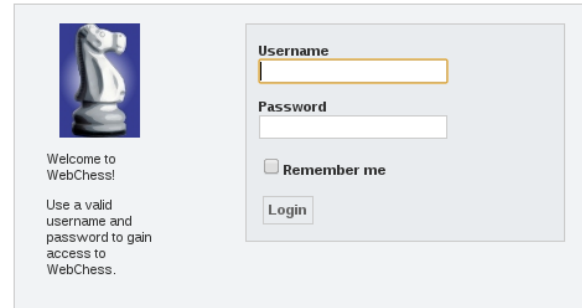 Welcome to
WebChess!
Use a valid
username and
password to gain
access to
WebChess.
Username
Password
Remember me
Login